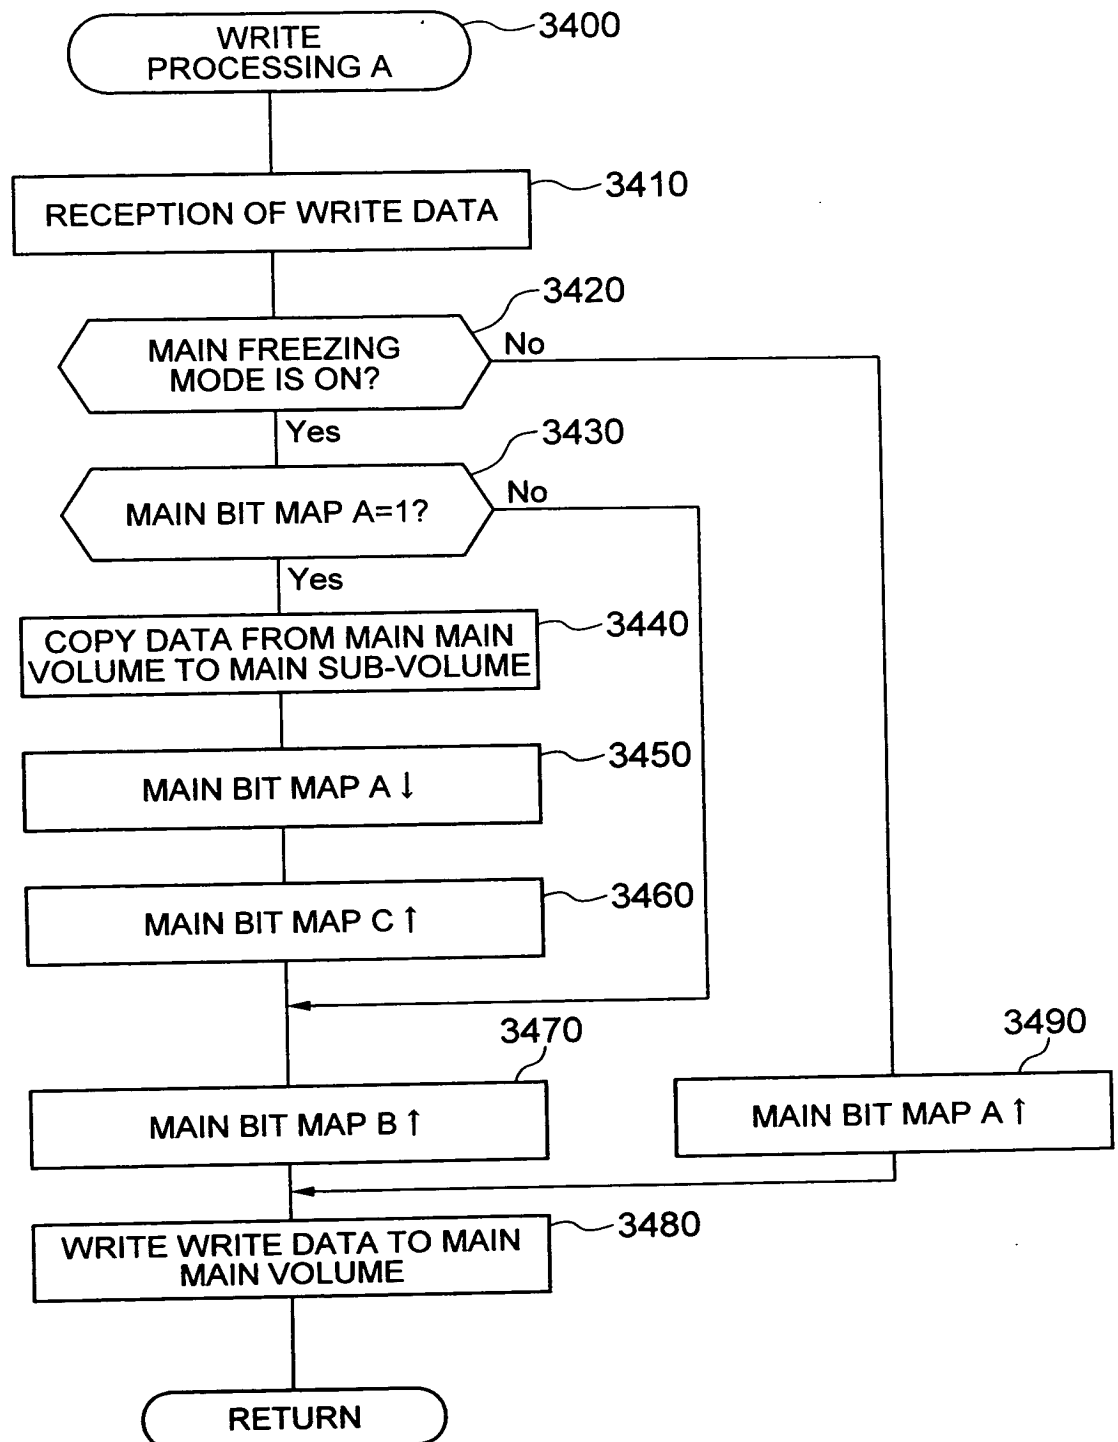 WRITE
PROCESSING A
3400
RECEPTION OF WRITE DATA
3410
MAIN FREEZING
MODE IS ON?
3420
No
Yes
MAIN BIT MAP A=1?
3430
No
Yes
COPY DATA FROM MAIN MAIN
VOLUME TO MAIN SUB-VOLUME
3440
MAIN BIT MAP A ↓
3450
MAIN BIT MAP C ↑
3460
MAIN BIT MAP B ↑
3470
MAIN BIT MAP A ↑
3490
WRITE WRITE DATA TO MAIN
MAIN VOLUME
3480
RETURN